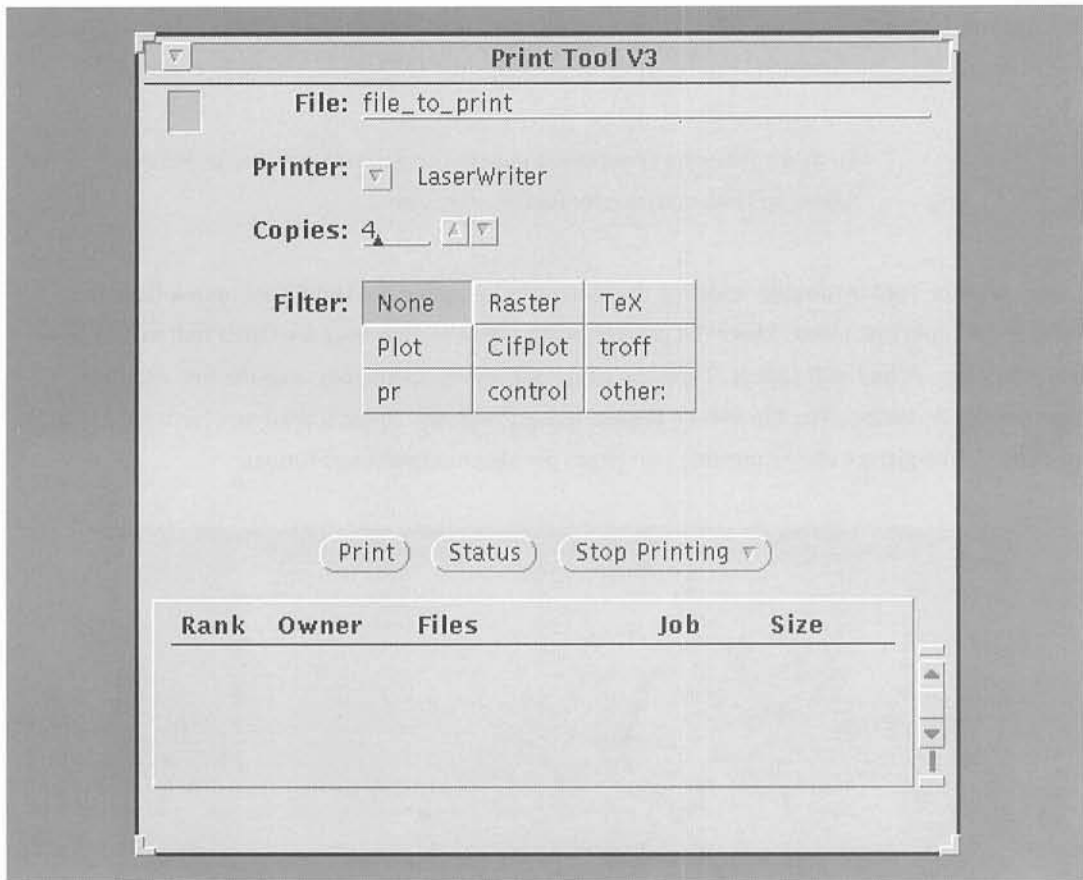 Print Tool V3
File: file_to_print
Printer: LaserWriter
Copies: 4
Filter: None Raster TeX
Plot CifPlot troff
pr control other:
Print Status Stop Printing
Rank Owner Files Job Size